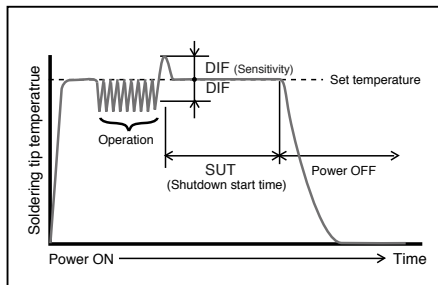 Soldering tip temperatrue
DIF (Sensitivity)
DIF
Set temperature
Operation
SUT
(Shutdown start time)
Power OFF
Power ON
Time